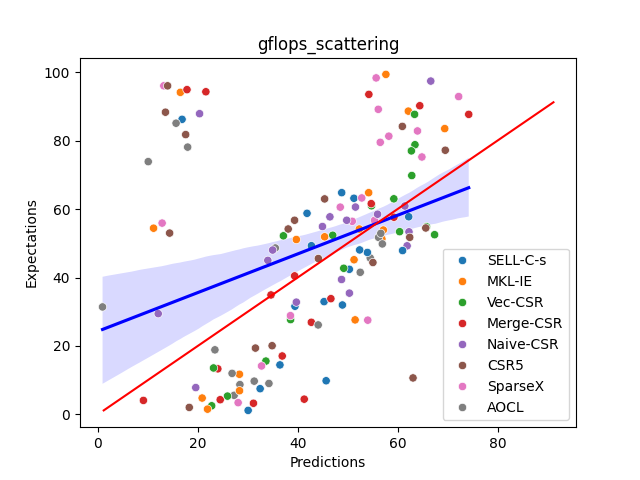 gflops_scattering
100
80
60
40
20
0
Expectations
0 20 40 60 80
Predictions
SELL-C-s
MKL-IE
Vec-CSR
Merge-CSR
Naive-CSR
CSR5
SparseX
AOCL